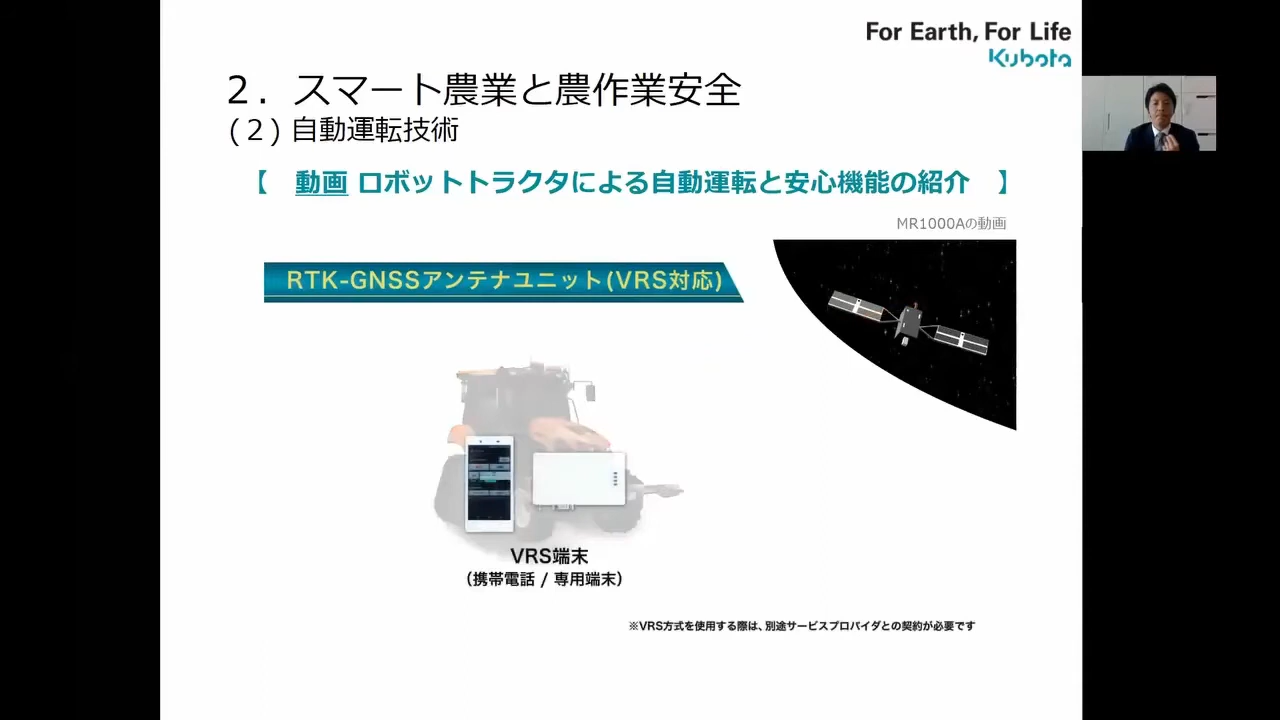 For Earth, For Life
Kubota
2．スマート農業と農作業安全
(２) 自動運転技術
【　動画 ロボットトラクタによる自動運転と安心機能の紹介　】
MR1000Aの動画
RTK-GNSSアンテナユニット(VRS対応)
VRS端末
（携帯電話 / 専用端末）
※VRS方式を使用する際は、別途サービスプロバイダとの契約が必要です